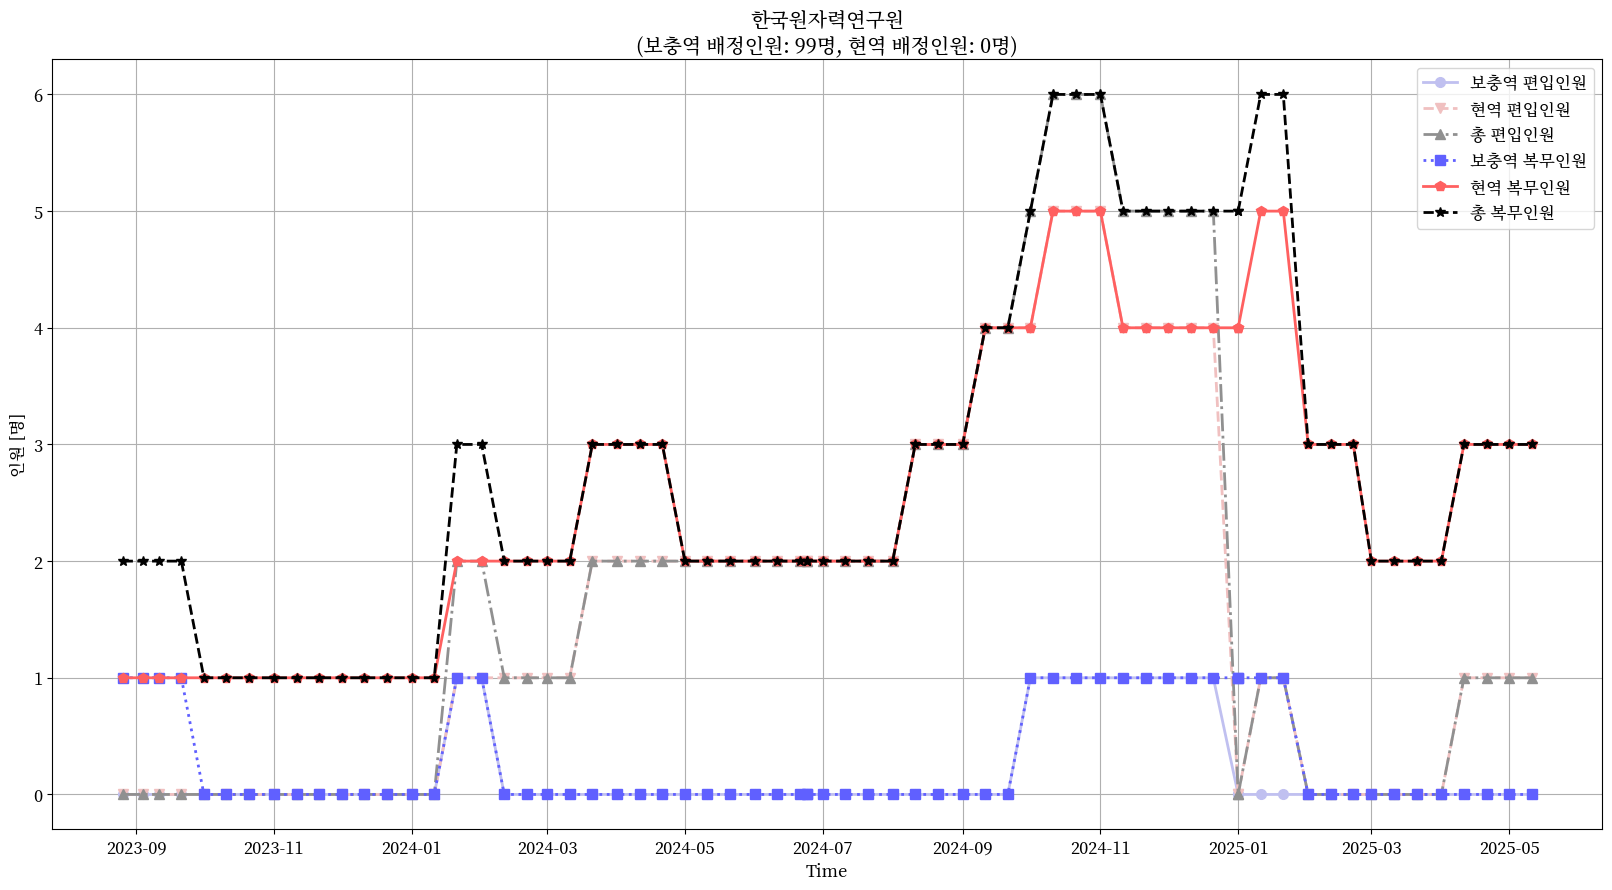 한국원자력연구원
(보충역 배정인원: 99명, 현역 배정인원: 0명)
보충역 편입인원
현역 편입인원
총 편입인원
보충역 복무인원
현역 복무인원
총 복무인원
인원 [명]
6
5
4
3
2
1
0
2023-09 2023-11 2024-01 2024-03 2024-05 2024-07 2024-09 2024-11 2025-01 2025-03 2025-05
Time